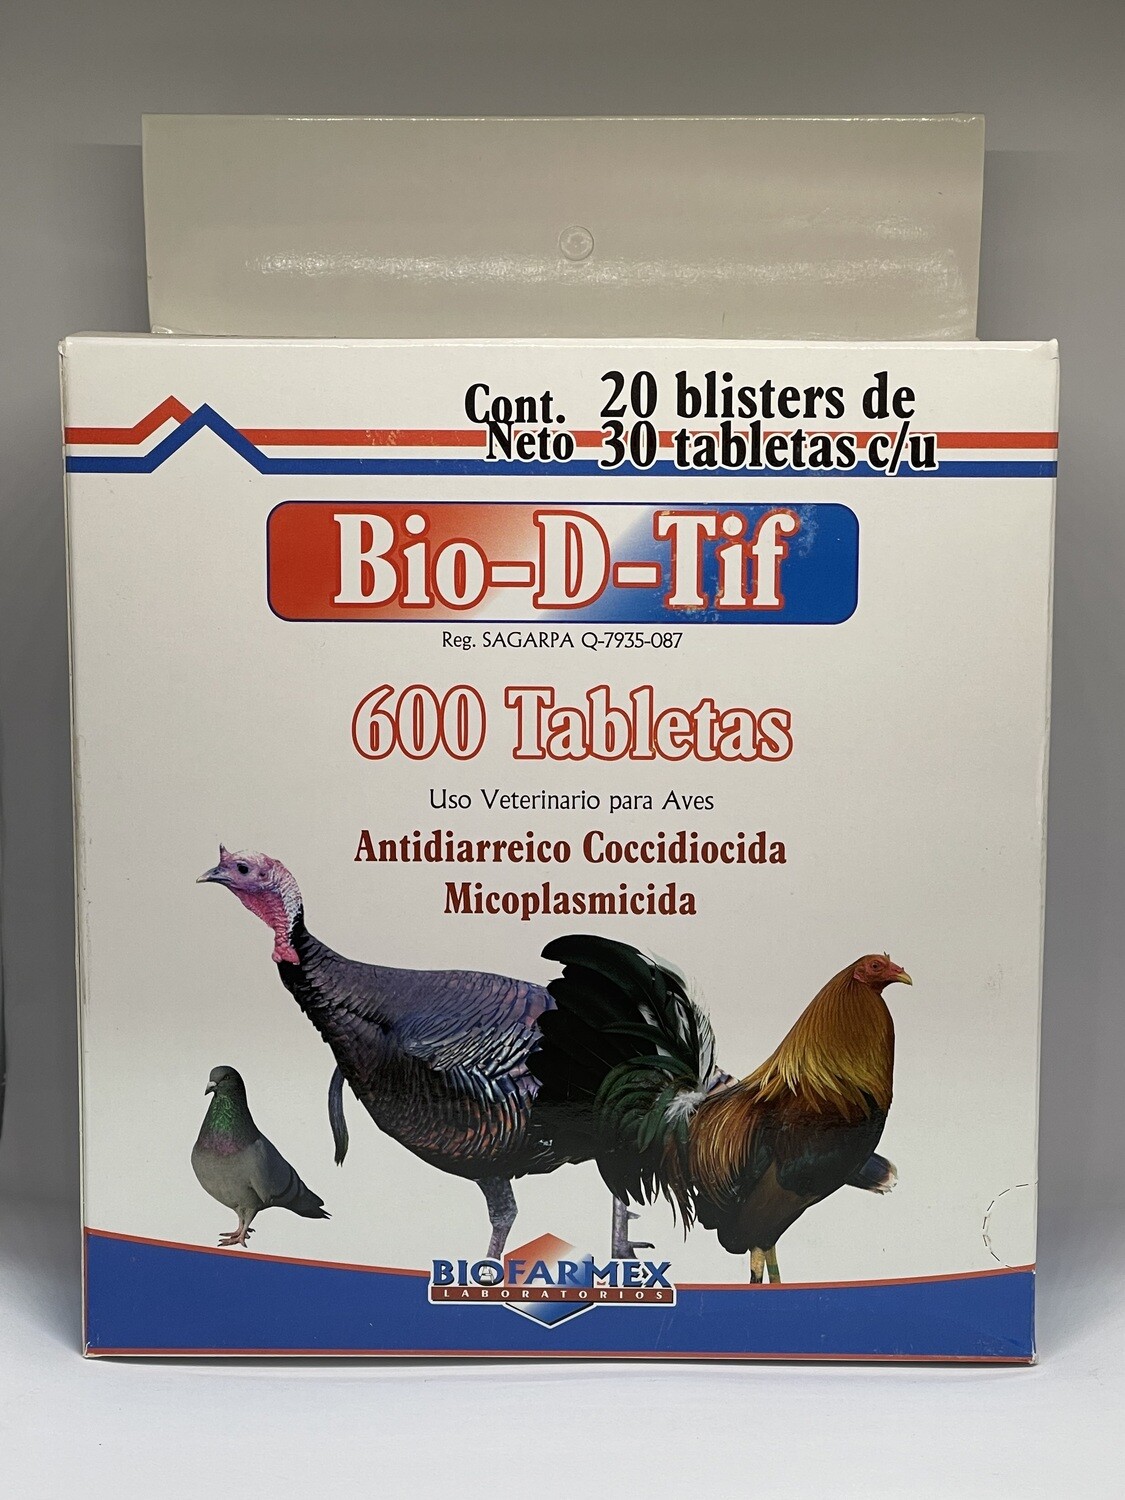 Cont. Neto
20 blisters de
30 tabletas c/u
Bio-D-Tif
Reg. SAGARPA Q-7935-087
600 Tabletas
Uso Veterinario para Aves
Antidiarreico Coccidiocida
Micoplasmicida
BIOFARMEX
LABORATORIOS